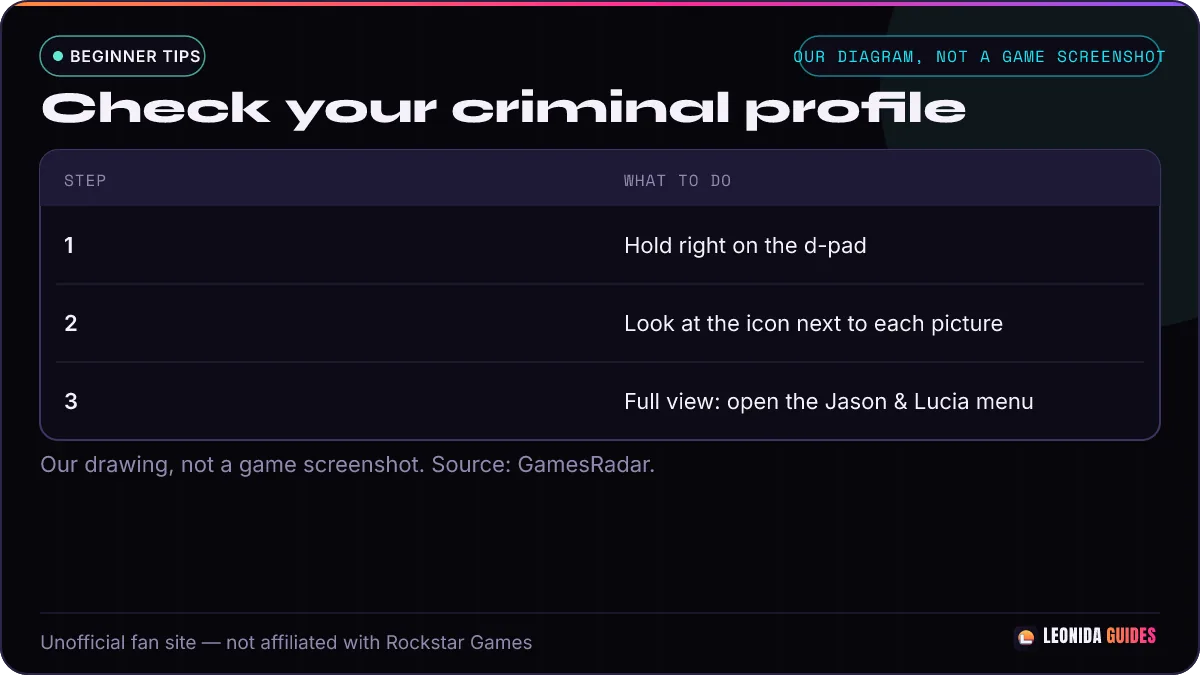 BEGINNER TIPS
OUR DIAGRAM, NOT A GAME SCREENSHOT
Check your criminal profile
STEP WHAT TO DO
1 Hold right on the d-pad
2 Look at the icon next to each picture
3 Full view: open the Jason & Lucia menu
Our drawing, not a game screenshot. Source: GamesRadar.
Unofficial fan site — not affiliated with Rockstar Games
LEONIDA GUIDES